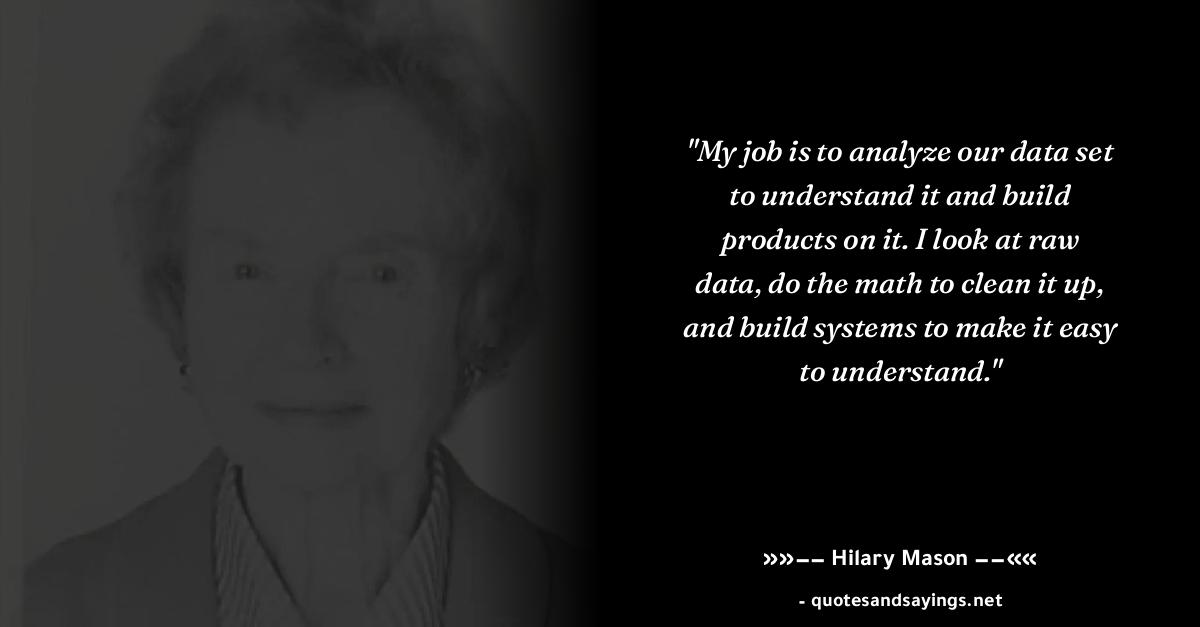 "My job is to analyze our data set
to understand it and build
products on it. I look at raw
data, do the math to clean it up,
and build systems to make it easy
to understand."
»»−− Hilary Mason −−««
- quotesandsayings.net